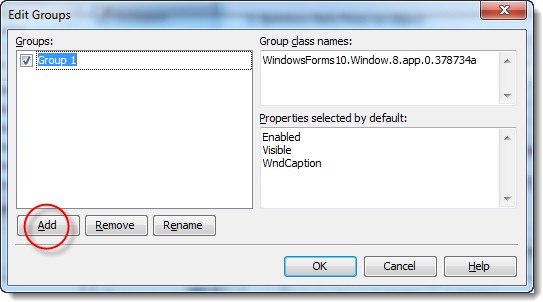 Edit Groups
Groups:
Group 1
Group class names:
WindowsForms10.Window.8.app.0.378734a
Properties selected by default:
Enabled
Visible
WndCaption
Add Remove Rename
OK Cancel Help